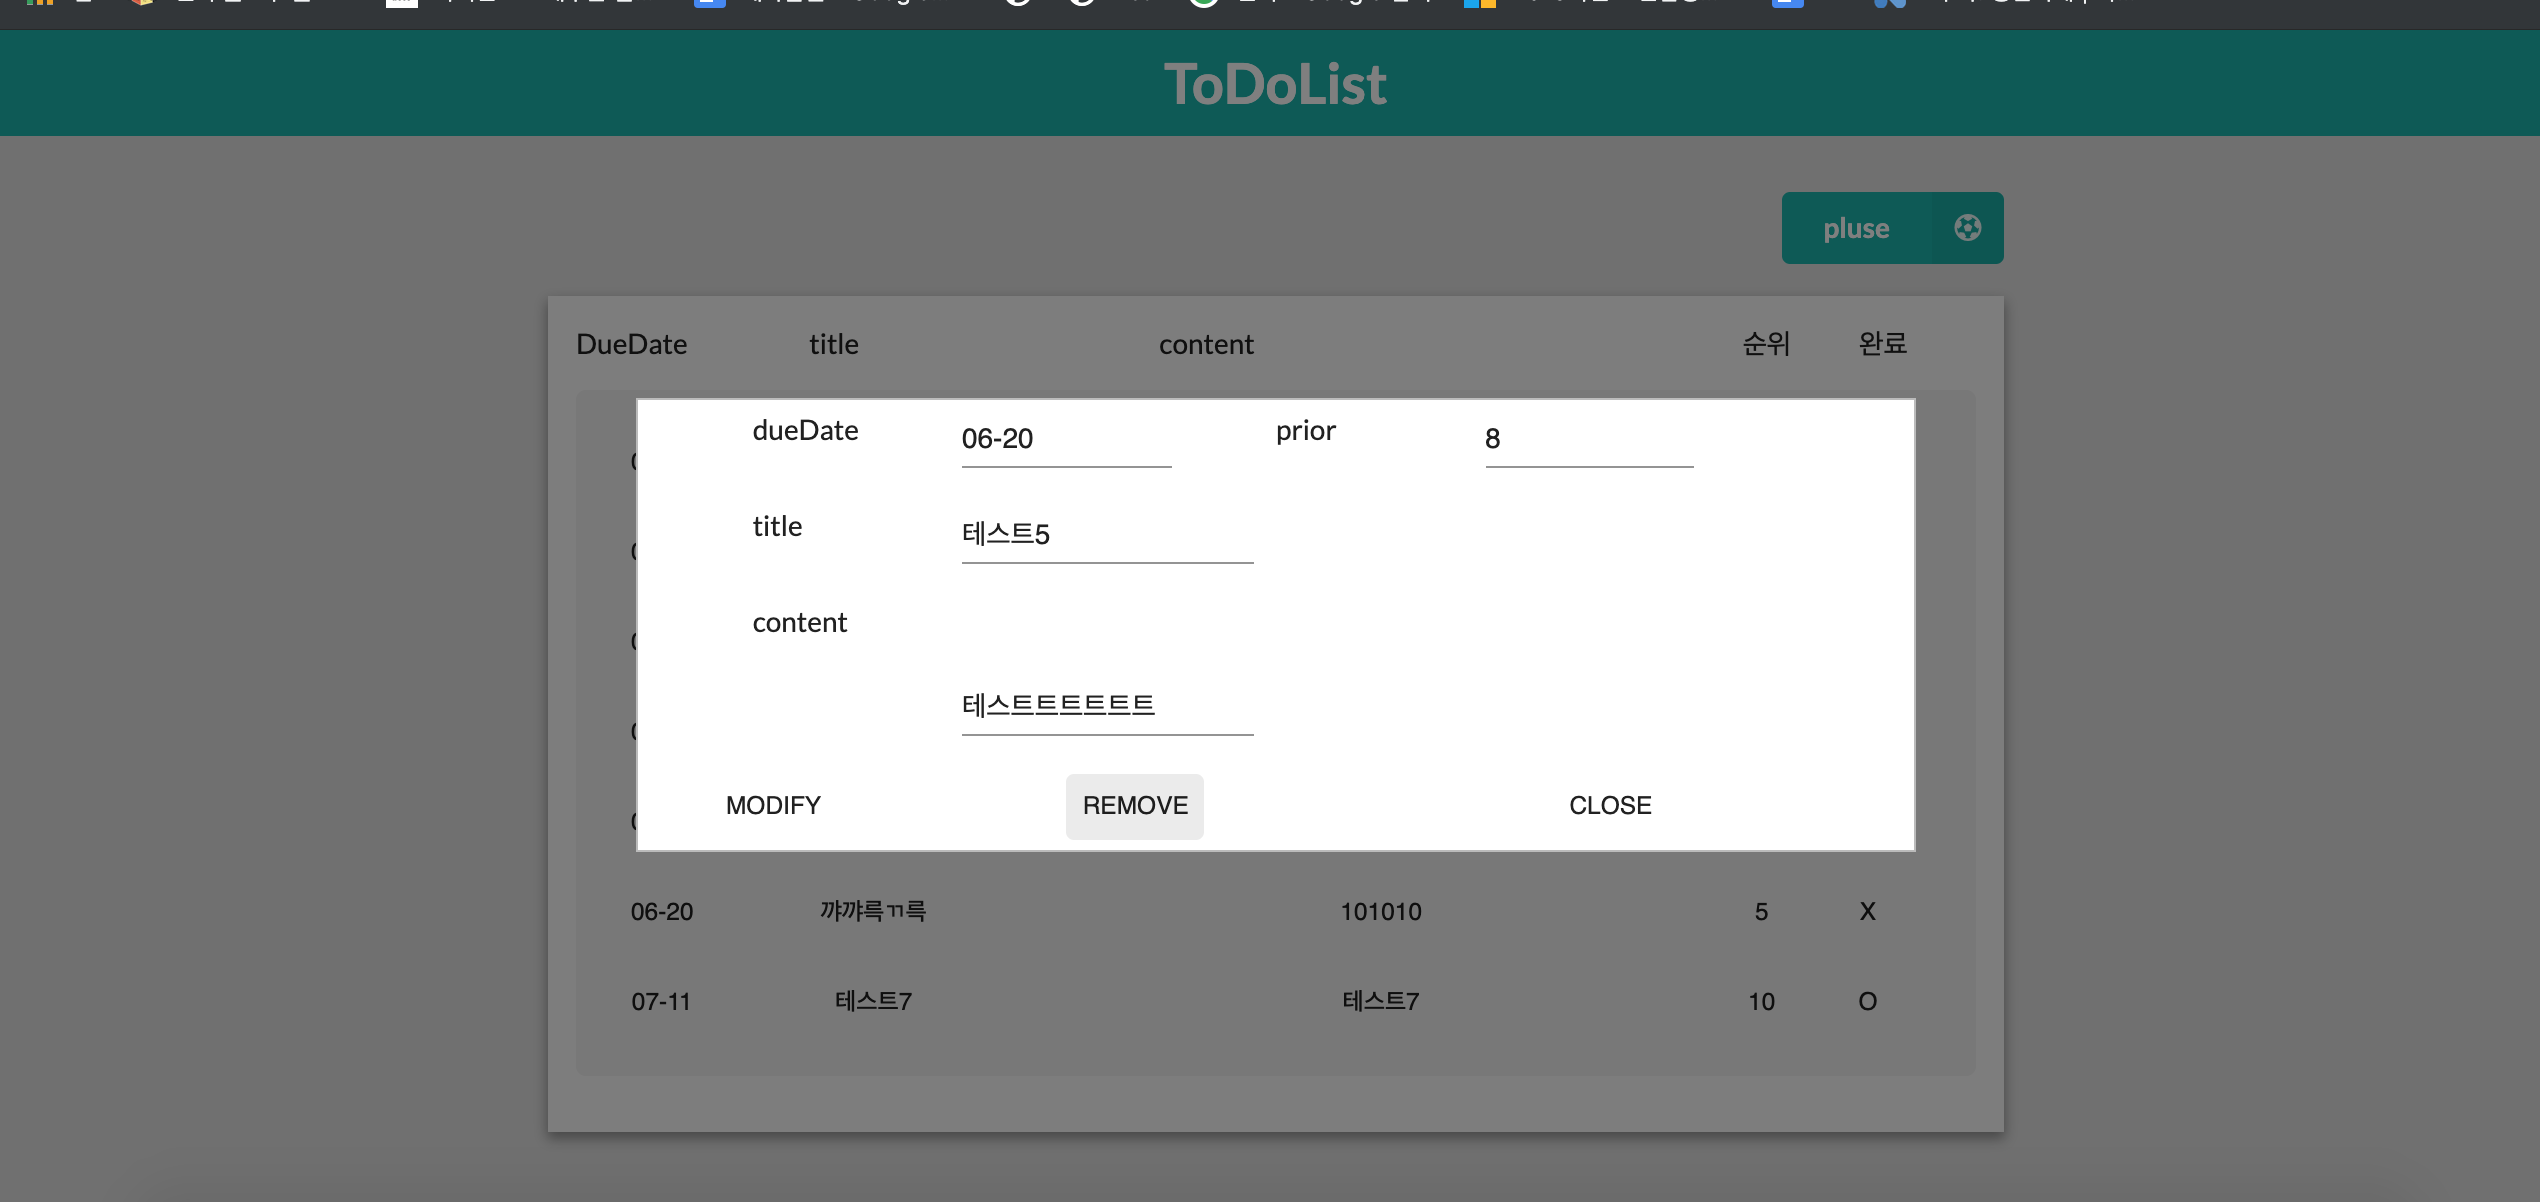 ToDoList
pluse
DueDate title content 순위 완료
dueDate 06-20 prior 8
title 테스트5
content
테스트트트트트트
MODIFY REMOVE CLOSE
06-20 꺄꺄륵ㄲ륵 101010 5 X
07-11 테스트7 테스트7 10 O